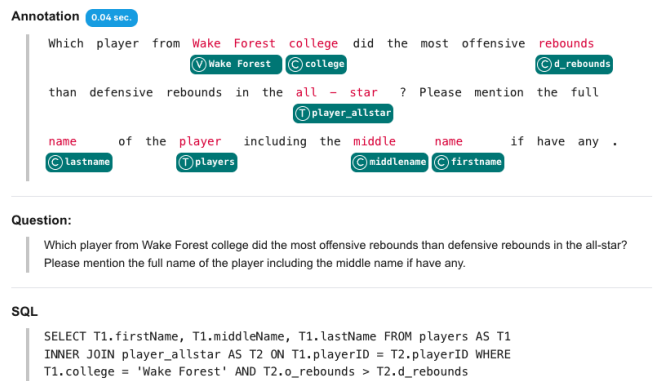 Annotation 0.04 sec.
Which player from Wake Forest college did the most offensive rebounds
V Wake Forest C college C d_rebounds
than defensive rebounds in the all - star ? Please mention the full
T player_allstar
name of the player including the middle name if have any .
C lastname T players C middlename C firstname
Question:
Which player from Wake Forest college did the most offensive rebounds than defensive rebounds in the all-star?
Please mention the full name of the player including the middle name if have any.
SQL
SELECT T1.firstName, T1.middleName, T1.lastName FROM players AS T1
INNER JOIN player_allstar AS T2 ON T1.playerID = T2.playerID WHERE
T1.college = 'Wake Forest' AND T2.o_rebounds > T2.d_rebounds